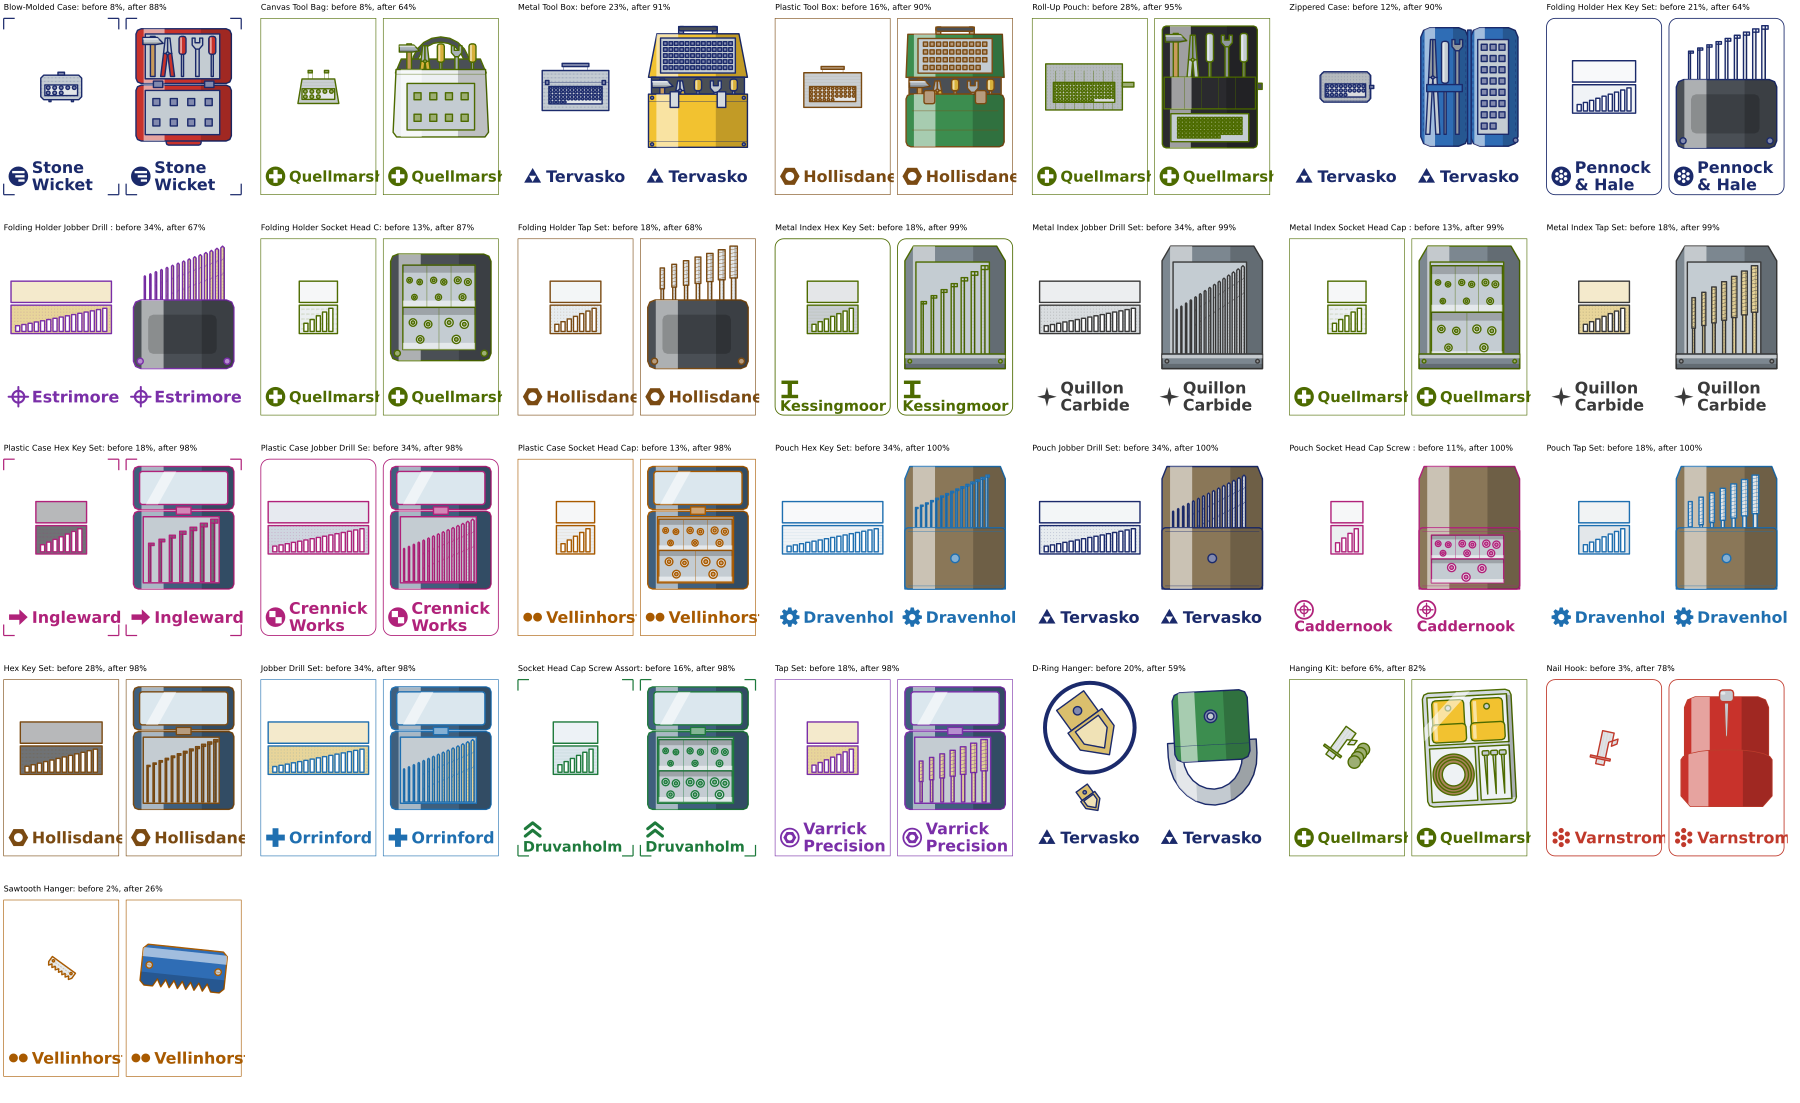 Blow-Molded Case: before 8%, after 88%
Stone
Wicket
Stone
Wicket
Canvas Tool Bag: before 8%, after 64%
Quellmarsh
Quellmarsh
Metal Tool Box: before 23%, after 91%
Tervasko
Tervasko
Plastic Tool Box: before 16%, after 90%
Hollisdane
Hollisdane
Roll-Up Pouch: before 28%, after 95%
Quellmarsh
Quellmarsh
Zippered Case: before 12%, after 90%
Tervasko
Tervasko
Folding Holder Hex Key Set: before 21%, after 64%
Pennock
& Hale
Pennock
& Hale
Folding Holder Jobber Drill : before 34%, after 67%
Estrimore
Estrimore
Folding Holder Socket Head C: before 13%, after 87%
Quellmarsh
Quellmarsh
Folding Holder Tap Set: before 18%, after 68%
Hollisdane
Hollisdane
Metal Index Hex Key Set: before 18%, after 99%
Kessingmoor
Kessingmoor
Metal Index Jobber Drill Set: before 34%, after 99%
Quillon
Carbide
Quillon
Carbide
Metal Index Socket Head Cap : before 13%, after 99%
Quellmarsh
Quellmarsh
Metal Index Tap Set: before 18%, after 99%
Quillon
Carbide
Quillon
Carbide
Plastic Case Hex Key Set: before 18%, after 98%
Ingleward
Ingleward
Plastic Case Jobber Drill Se: before 34%, after 98%
Crennick
Works
Crennick
Works
Plastic Case Socket Head Cap: before 13%, after 98%
Vellinhorst
Vellinhorst
Pouch Hex Key Set: before 34%, after 100%
Dravenhol
Dravenhol
Pouch Jobber Drill Set: before 34%, after 100%
Tervasko
Tervasko
Pouch Socket Head Cap Screw : before 11%, after 100%
Caddernook
Caddernook
Pouch Tap Set: before 18%, after 100%
Dravenhol
Dravenhol
Hex Key Set: before 28%, after 98%
Hollisdane
Hollisdane
Jobber Drill Set: before 34%, after 98%
Orrinford
Orrinford
Socket Head Cap Screw Assort: before 16%, after 98%
Druvanholm
Druvanholm
Tap Set: before 18%, after 98%
Varrick
Precision
Varrick
Precision
D-Ring Hanger: before 20%, after 59%
Tervasko
Tervasko
Hanging Kit: before 6%, after 82%
Quellmarsh
Quellmarsh
Nail Hook: before 3%, after 78%
Varnstrom
Varnstrom
Sawtooth Hanger: before 2%, after 26%
Vellinhorst
Vellinhorst